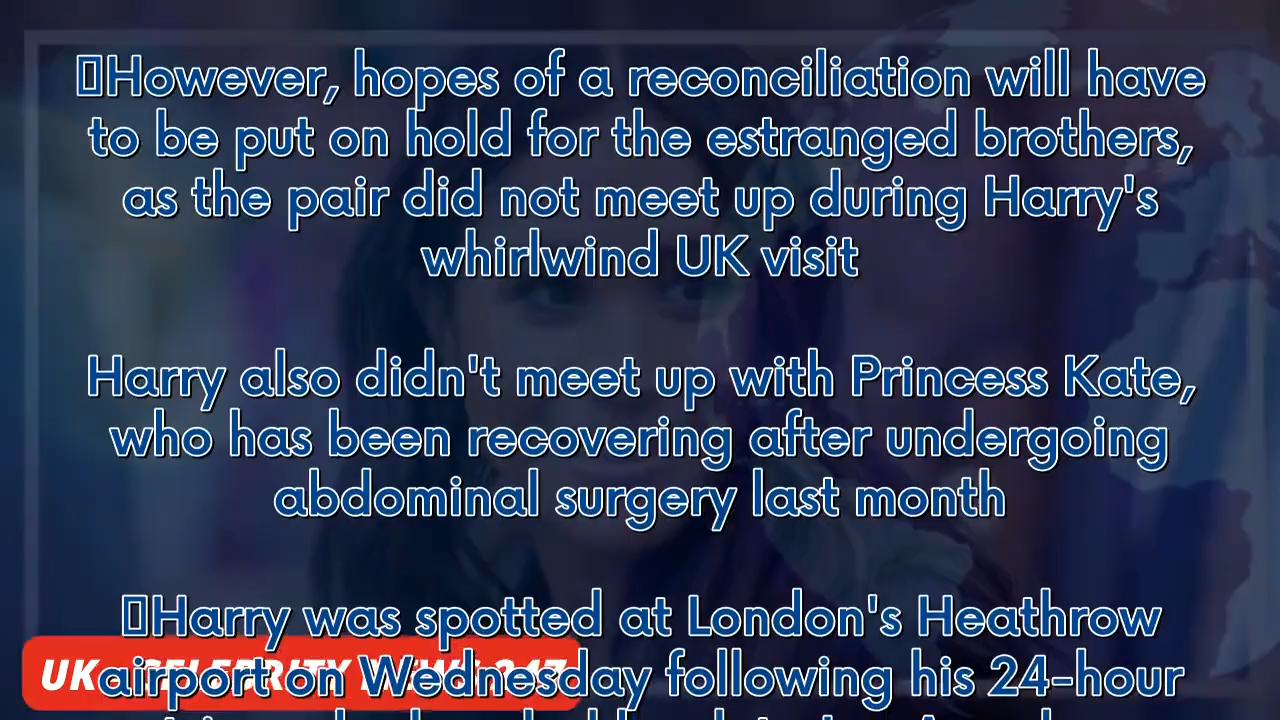 However, hopes of a reconciliation will have
to be put on hold for the estranged brothers,
as the pair did not meet up during Harry's
whirlwind UK visit
Harry also didn't meet up with Princess Kate,
who has been recovering after undergoing
abdominal surgery last month
Harry was spotted at London's Heathrow
airport on Wednesday following his 24-hour
UK CELEBRITY NEWS 247